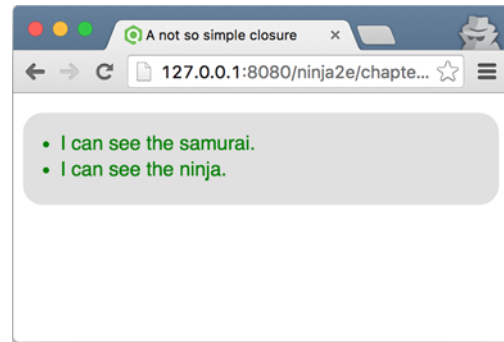 A not so simple closure
127.0.0.1:8080/ninja2e/chapte...
• I can see the samurai.
• I can see the ninja.